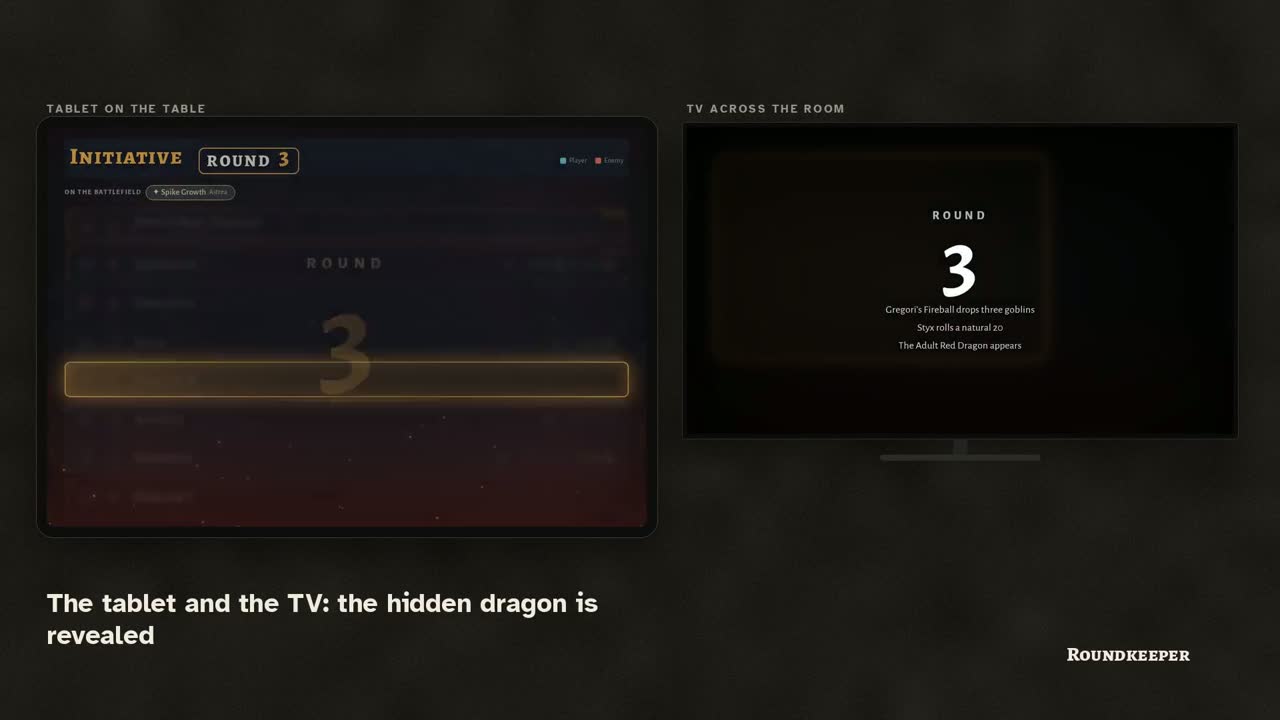 TABLET ON THE TABLE
INITIATIVE
ROUND 3
Player
Enemy
ON THE BATTLEFIELD
✦ Spike Growth Astrea
ROUND
3
TV ACROSS THE ROOM
ROUND
3
Gregori's Fireball drops three goblins
Styx rolls a natural 20
The Adult Red Dragon appears
The tablet and the TV: the hidden dragon is
revealed
ROUNDKEEPER